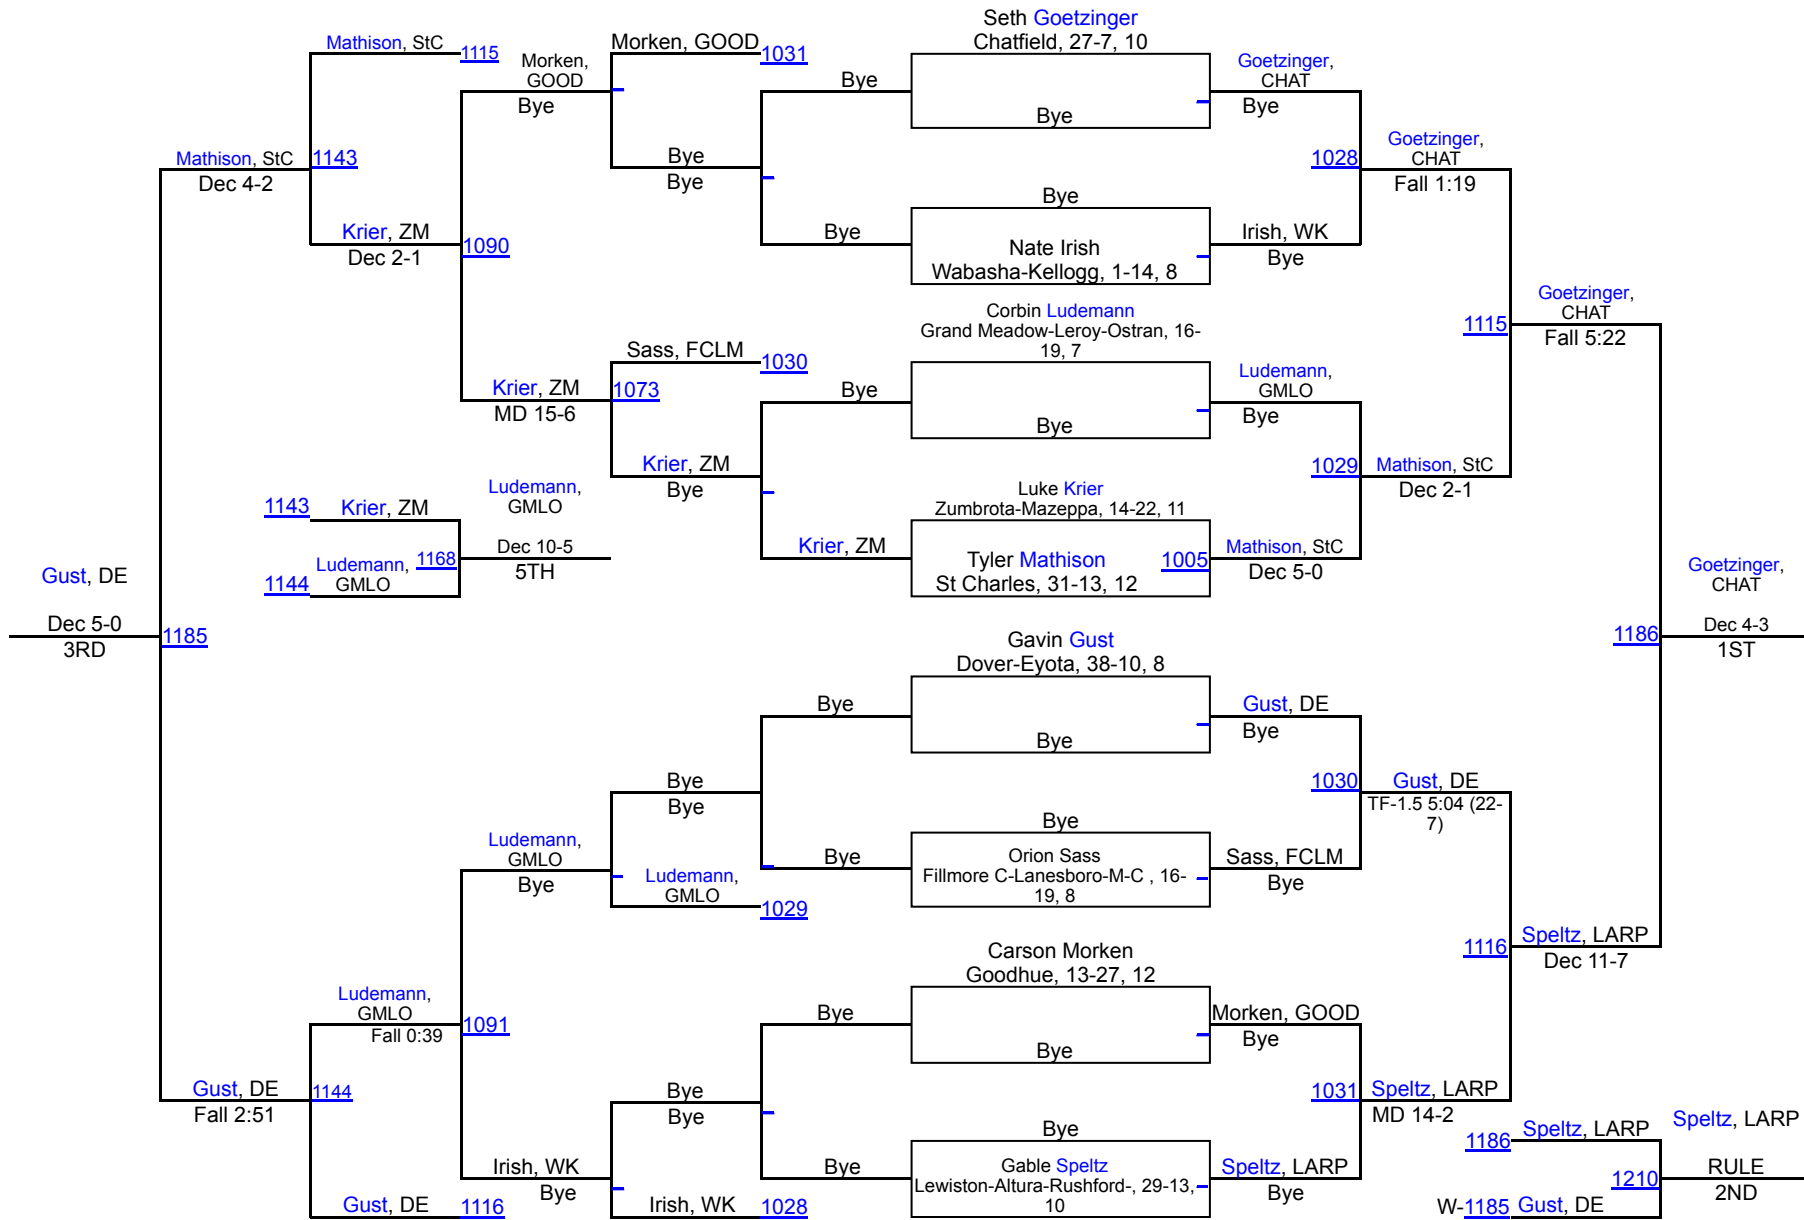 Seth Goetzinger
Chatfield, 27-7, 10
Mathison, StC
1115
Morken,
GOOD
Bye
Morken, GOOD
1031
Bye
Bye
Goetzinger,
CHAT
Bye
Goetzinger,
CHAT
Fall 1:19
1028
Mathison, StC
Dec 4-2
1143
Bye
Bye
Bye
Bye
Nate Irish
Wabasha-Kellogg, 1-14, 8
Irish, WK
Bye
Krier, ZM
Dec 2-1
1090
Corbin Ludemann
Grand Meadow-Leroy-Ostran, 16-
19, 7
Bye
Goetzinger,
CHAT
Fall 5:22
1115
Sass, FCLM
1030
Krier, ZM
MD 15-6
1073
Bye
Ludemann,
GMLO
Bye
Krier, ZM
Bye
1029
Mathison, StC
Dec 2-1
Luke Krier
Zumbrota-Mazeppa, 14-22, 11
Krier, ZM
Tyler Mathison
St Charles, 31-13, 12
1005
Mathison, StC
Dec 5-0
1143
Krier, ZM
Ludemann,
GMLO
1144
Ludemann,
GMLO
1168
Dec 10-5
5TH
Gust, DE
Dec 5-0
3RD
1185
Goetzinger,
CHAT
Dec 4-3
1ST
1186
Gavin Gust
Dover-Eyota, 38-10, 8
Bye
Bye
Gust, DE
Bye
Bye
Bye
1030
Gust, DE
TF-1.5 5:04 (22-
7)
Bye
Bye
Orion Sass
Fillmore C-Lanesboro-M-C , 16-
19, 8
Sass, FCLM
Bye
Ludemann,
GMLO
Bye
Ludemann,
GMLO
1029
1116
Speltz, LARP
Dec 11-7
Carson Morken
Goodhue, 13-27, 12
Bye
Bye
Morken, GOOD
Bye
Ludemann,
GMLO
Fall 0:39
1091
Gust, DE
Fall 2:51
1144
Bye
Bye
1031
Speltz, LARP
MD 14-2
Bye
Bye
Gable Speltz
Lewiston-Altura-Rushford-, 29-13,
10
Speltz, LARP
Bye
Irish, WK
Bye
Gust, DE
1116
Irish, WK
1028
1186
Speltz, LARP
Speltz, LARP
1210
RULE
2ND
W-1185
Gust, DE